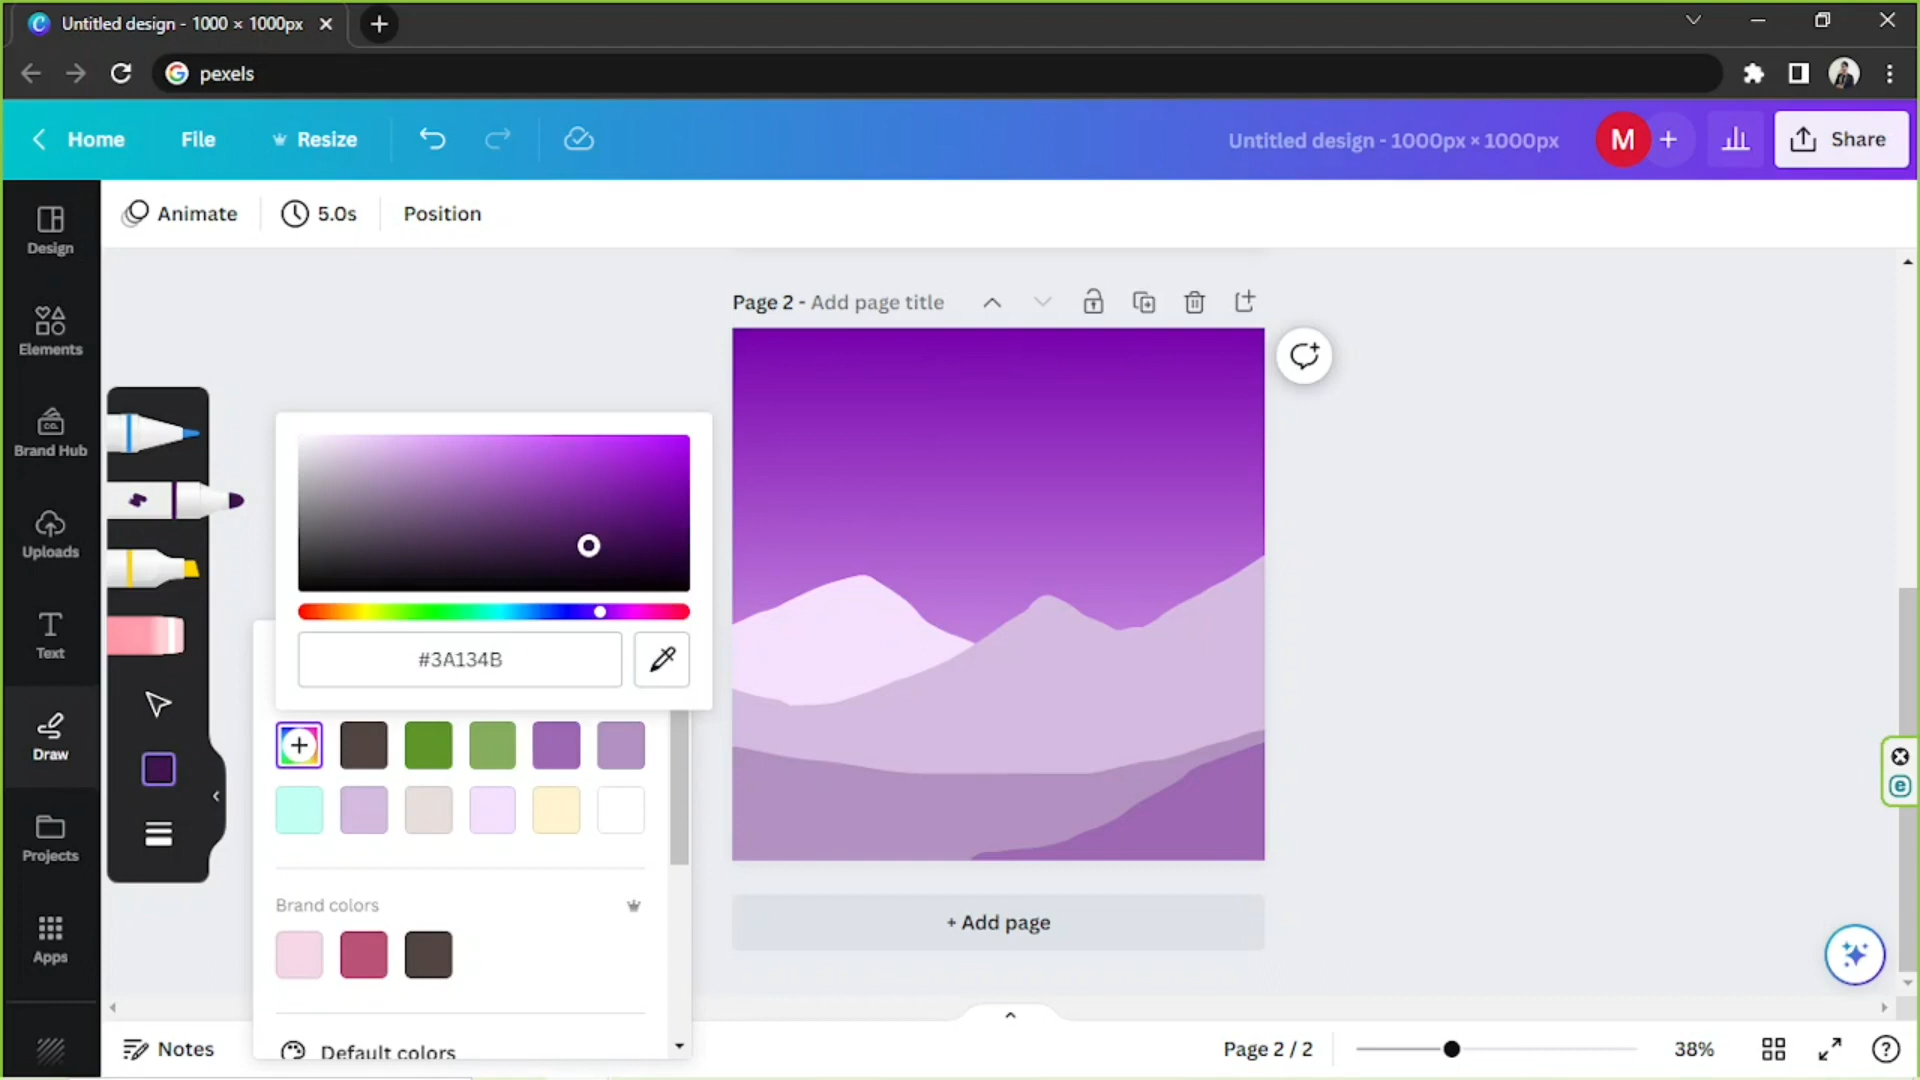 Untitled design - 1000 × 1000px
pexels
Home File Resize Untitled design - 1000px × 1000px M + Share
Animate 5.0s Position
Design
Elements
Brand Hub
Uploads
Text
Draw
Projects
Apps
CO.
Page 2 - Add page title
#3A134B
Brand colors
Default colors
+ Add page
Notes
Page 2 / 2
38%